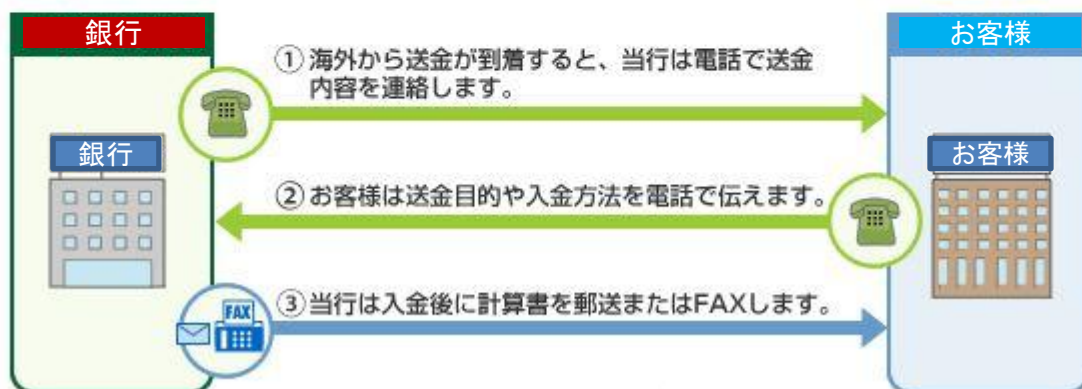 銀行
お客様
①海外から送金が到着すると、当行は電話で送金
内容を連絡します。
銀行
お客様
②お客様は送金目的や入金方法を電話で伝えます。
③当行は入金後に計算書を郵送またはFAXします。
FAX